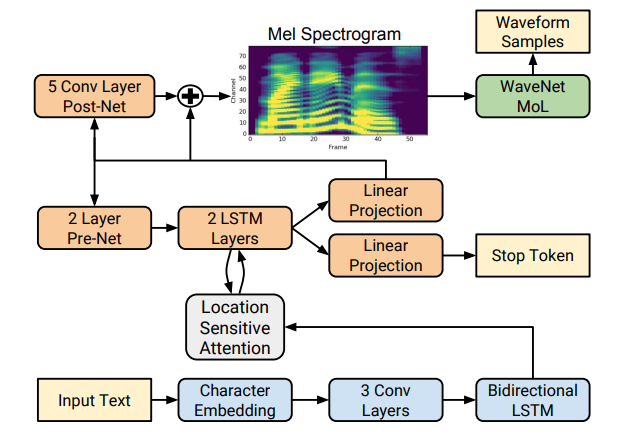 Mel Spectrogram
Waveform
Samples
5 Conv Layer
Post-Net
WaveNet
MoL
Channel
70
60
50
40
30
20
10
0
0 10 20 30 40 50
Frame
2 Layer
Pre-Net
2 LSTM
Layers
Linear
Projection
Linear
Projection
Stop Token
Location
Sensitive
Attention
Input Text
Character
Embedding
3 Conv
Layers
Bidirectional
LSTM